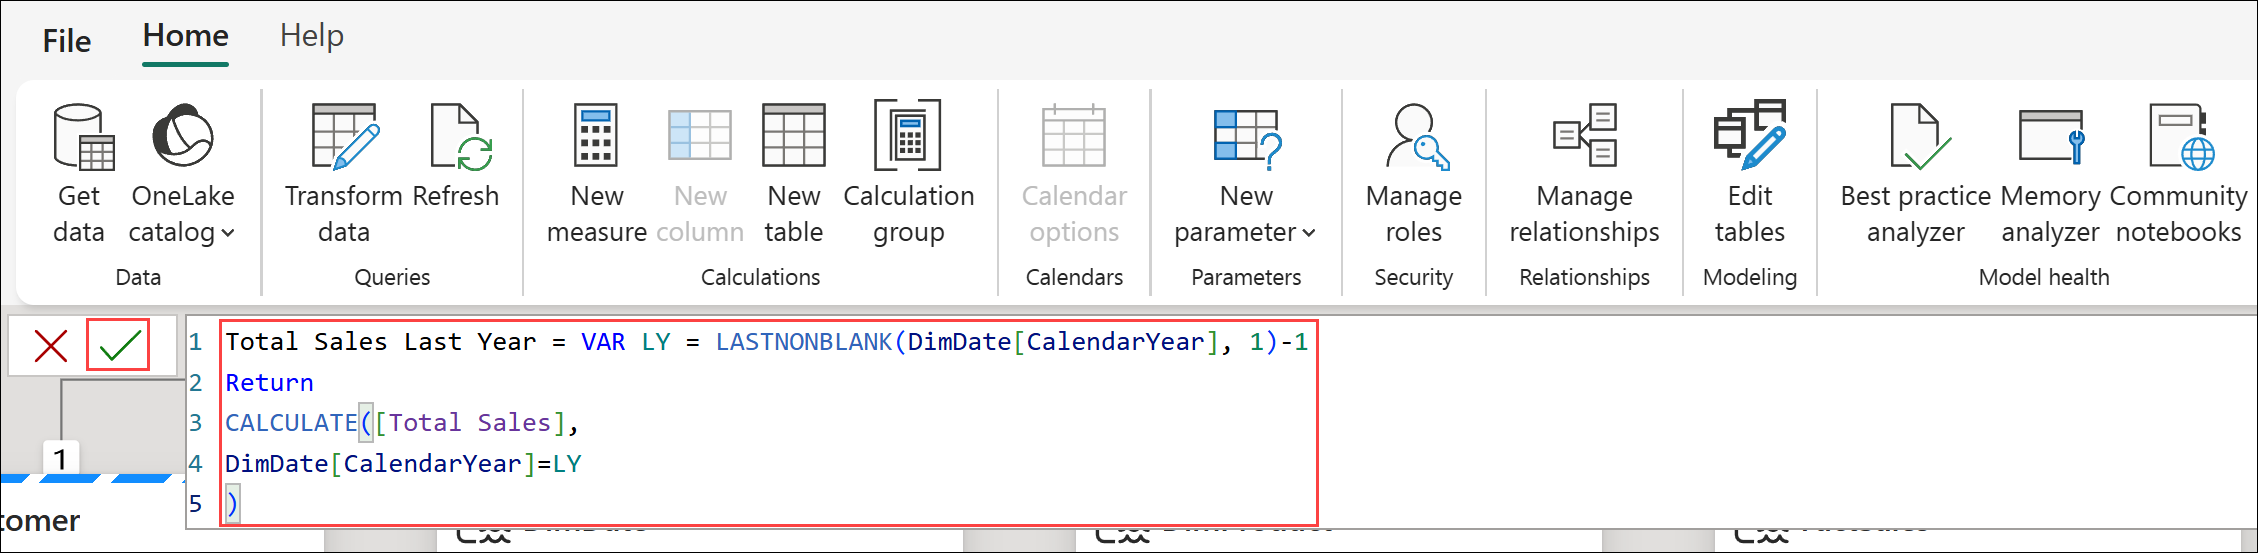 File Home Help
Get data
OneLake catalog
Data
Transform data
Refresh
Queries
New measure
New column
New table
Calculation group
Calculations
Calendar options
Calendars
New parameter
Parameters
Manage roles
Security
Manage relationships
Relationships
Edit tables
Modeling
Best practice analyzer
Memory analyzer
Community notebooks
Model health
1 Total Sales Last Year = VAR LY = LASTNONBLANK(DimDate[CalendarYear], 1)-1
2 Return
3 CALCULATE([Total Sales],
4 DimDate[CalendarYear]=LY
5 )
1
tomer